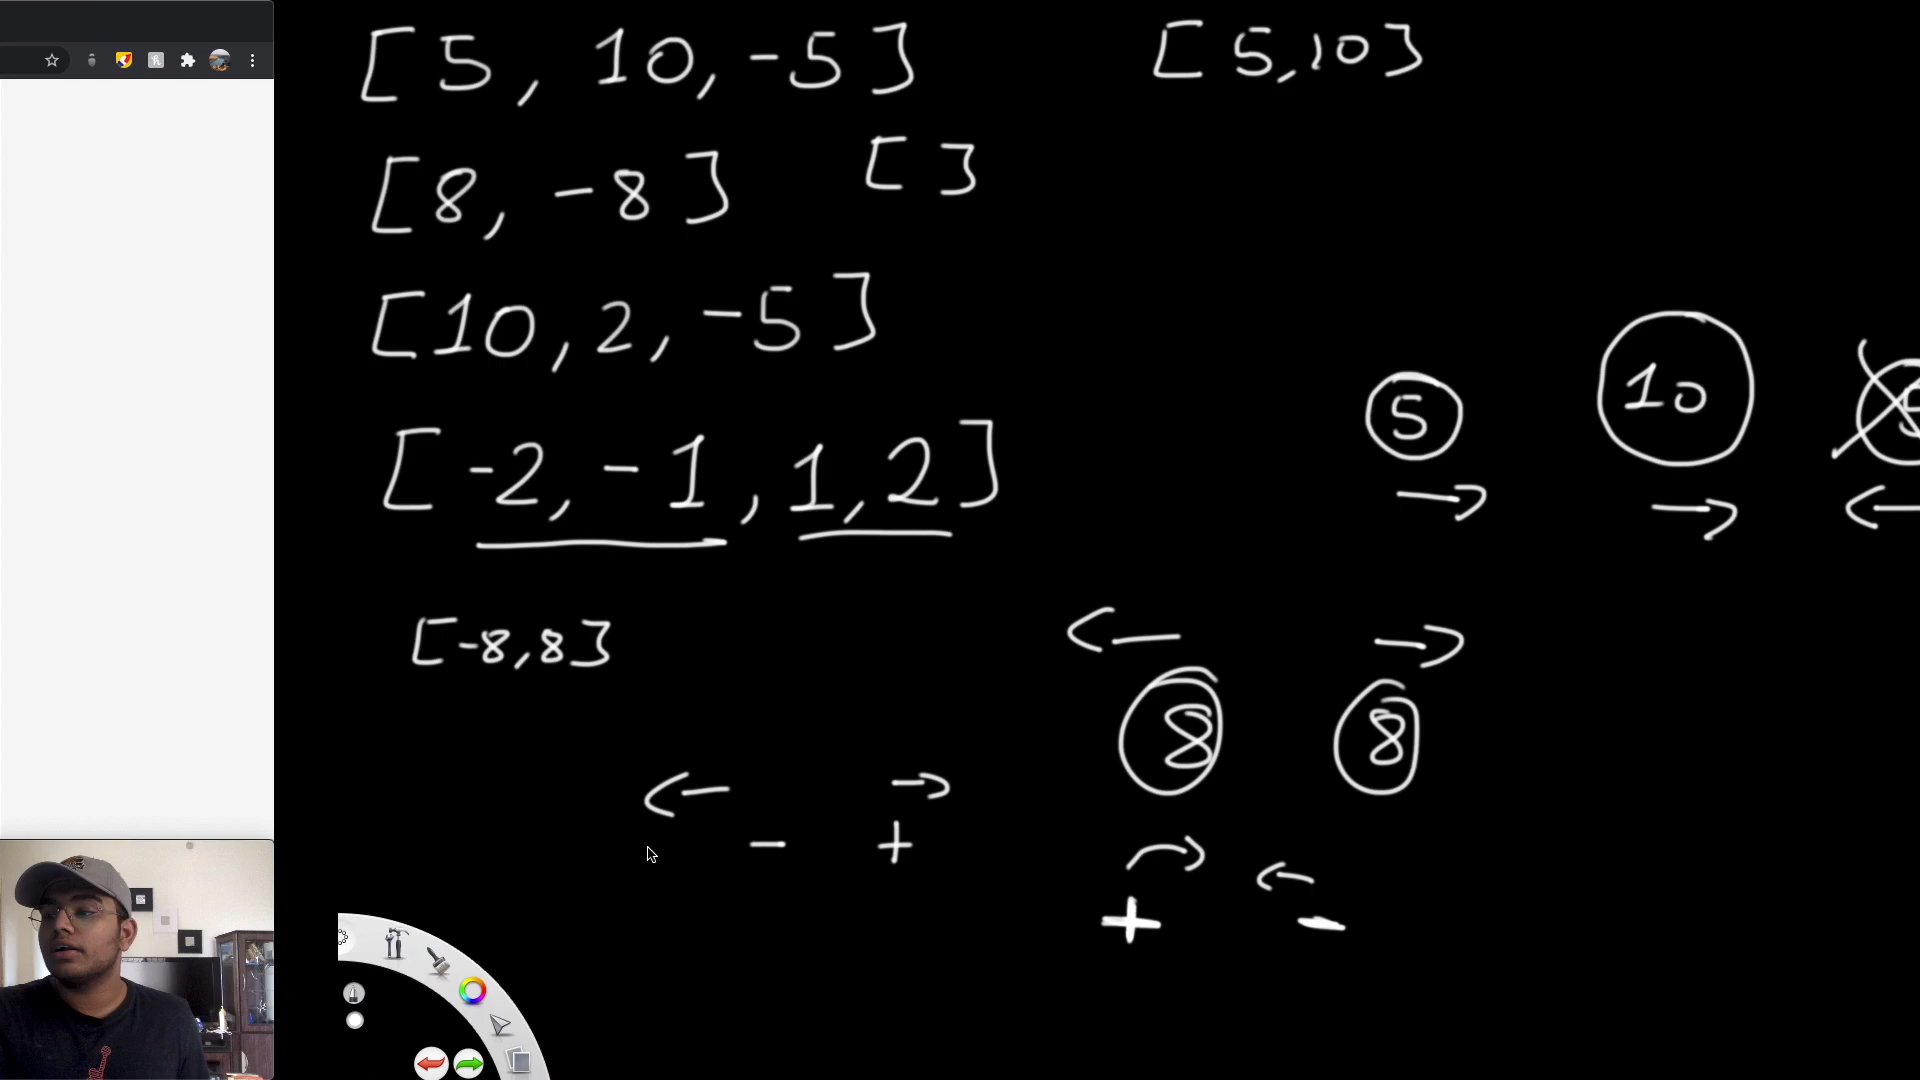 [ 5 , 10, -5 ] [ 5,10 ]
[ 8, -8 ] [ ]
[10, 2, -5 ]
[ -2, -1, 1, 2 ]
5 10
[-8,8]
8 8
- +
+ -